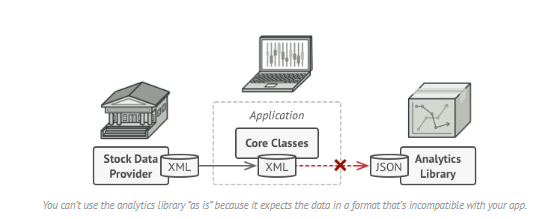 Application
Core Classes
XML
Stock Data
Provider
XML
JSON
Analytics
Library
You can't use the analytics library “as is” because it expects the data in a format that's incompatible with your app.